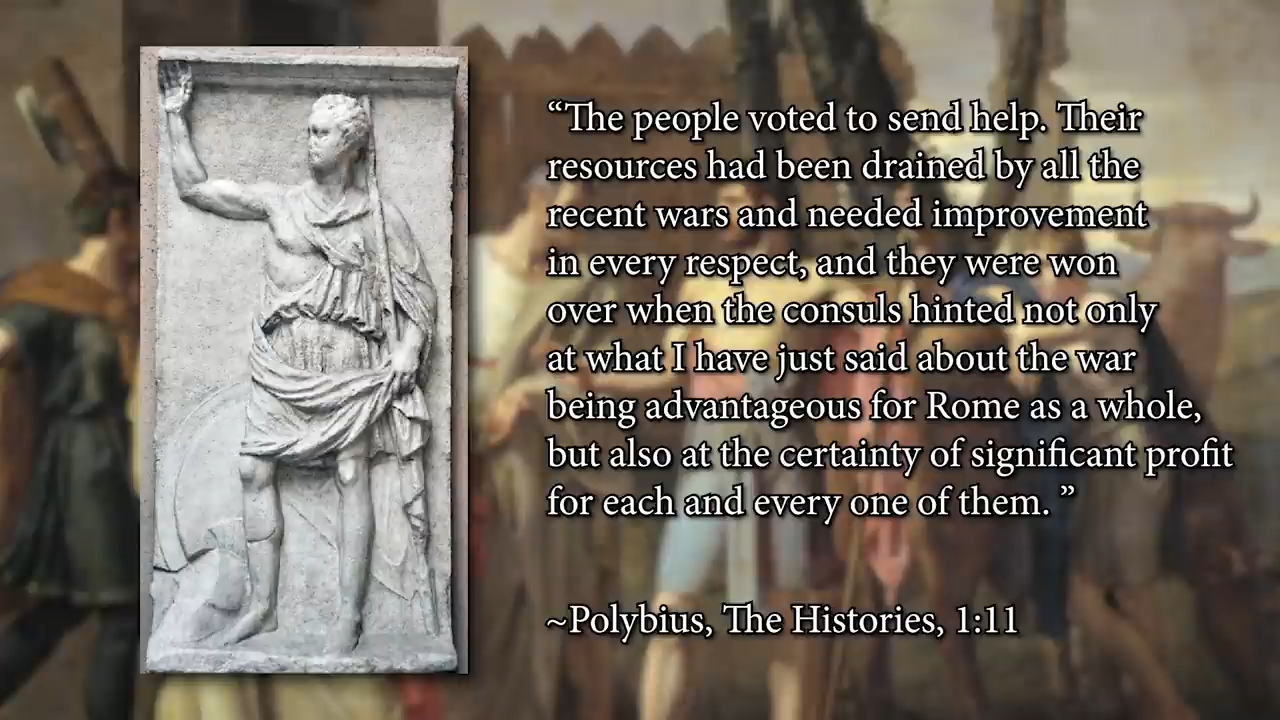 “The people voted to send help. Their
resources had been drained by all the
recent wars and needed improvement
in every respect, and they were won
over when the consuls hinted not only
at what I have just said about the war
being advantageous for Rome as a whole,
but also at the certainty of significant profit
for each and every one of them. ”
~Polybius, The Histories, 1:11